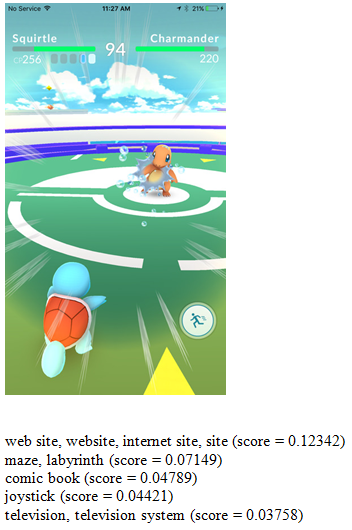 No Service 11:27 AM 21%
Squirtle 94 Charmander
CP256 220
web site, website, internet site, site (score = 0.12342)
maze, labyrinth (score = 0.07149)
comic book (score = 0.04789)
joystick (score = 0.04421)
television, television system (score = 0.03758)